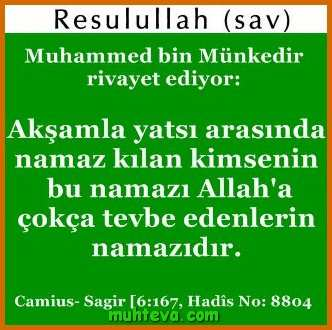 Resulullah (sav)
Muhammed bin Münkedir
rivayet ediyor:
Akşamla yatsı arasında
namaz kılan kimsenin
bu namazı Allah'a
çokça tevbe edenlerin
namazıdır.
Camius- Sagir [6:167, Hadîs No: 8804
muhteva.com